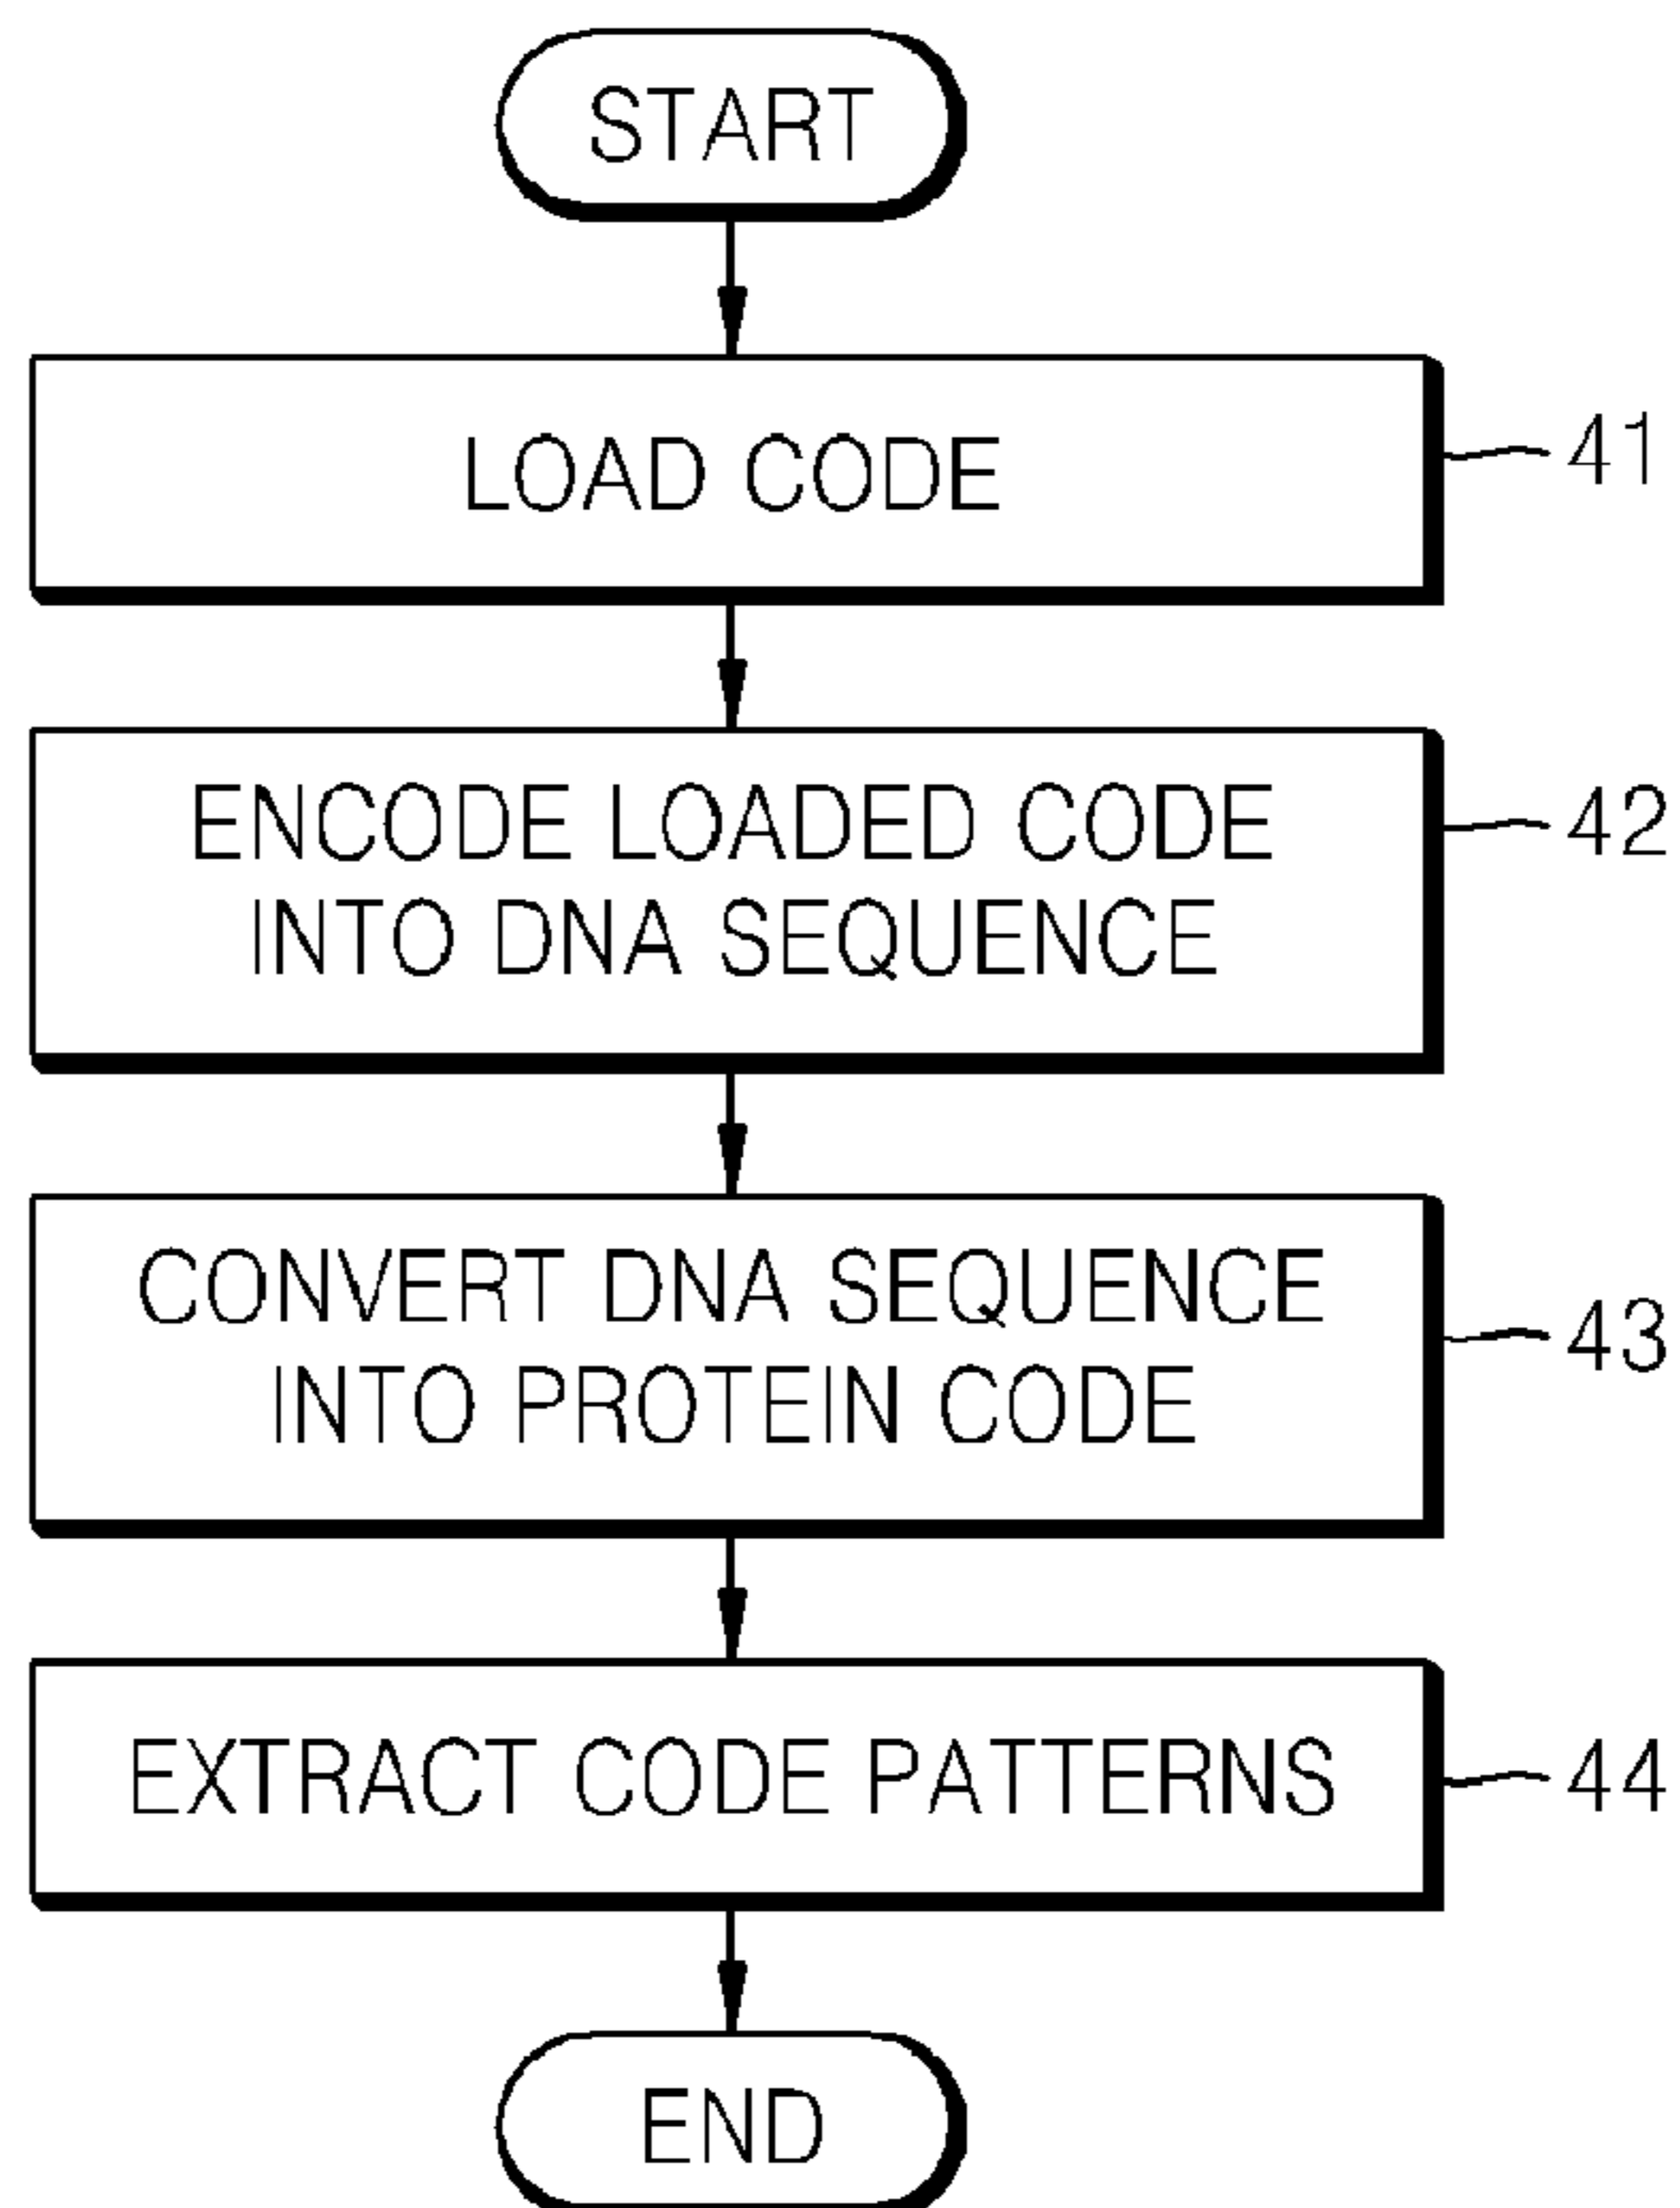 START
LOAD CODE
41
ENCODE LOADED CODE
INTO DNA SEQUENCE
42
CONVERT DNA SEQUENCE
INTO PROTEIN CODE
43
EXTRACT CODE PATTERNS
44
END